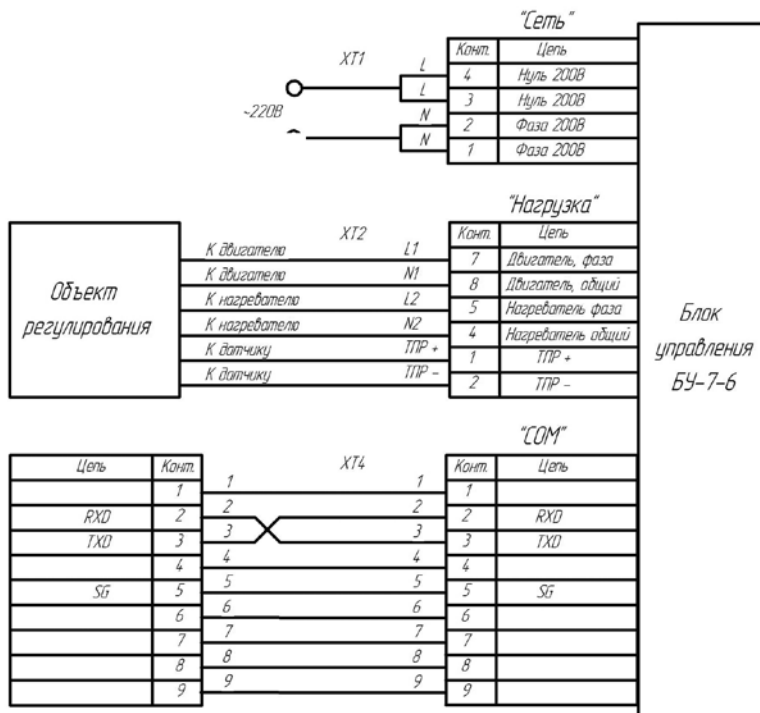 "Сеть"
XT1
Конт. Цепь
L 4 Нуль 200В
L 3 Нуль 200В
~220В
N 2 Фаза 200В
N 1 Фаза 200В
"Нагрузка"
XT2
Конт. Цепь
К двигателю L1 7 Двигатель, фаза
К двигателю N1 8 Двигатель, общий
К нагревателю L2 5 Нагреватель фаза
К нагревателю N2 4 Нагреватель общий
К датчику ТПР + 1 ТПР +
К датчику ТПР - 2 ТПР -
Объект
регулирования
Блок
управления
БУ-7-6
"COM"
XT4
Цепь Конт. Конт. Цепь
1 1 1 1
RXD 2 2 2 2 RXD
TXD 3 3 3 3 TXD
4 4 4 4
SG 5 5 5 5 SG
6 6 6 6
7 7 7 7
8 8 8 8
9 9 9 9